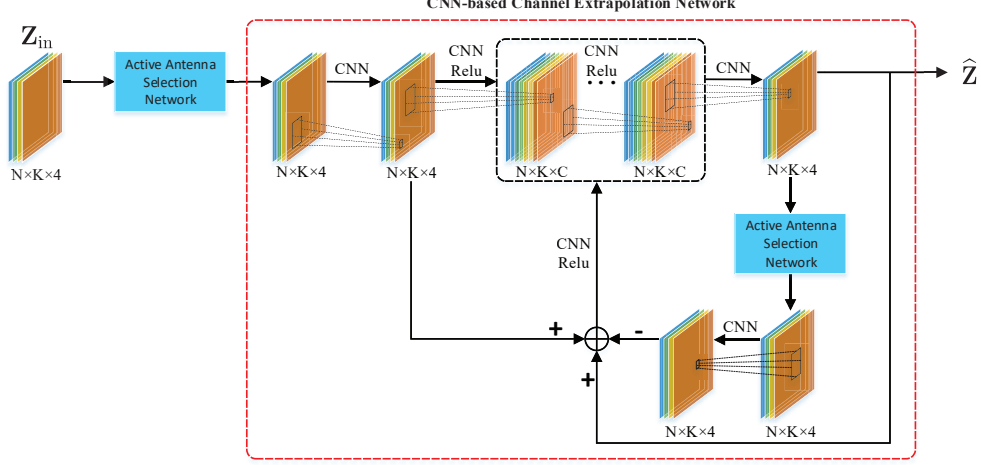 CNN-based Channel Extrapolation Network
Z_in
Active Antenna
Selection
Network
N×K×4
N×K×4
CNN
N×K×4
CNN
Relu
N×K×C
CNN
Relu
...
N×K×C
CNN
N×K×4
Ẑ
Active Antenna
Selection
Network
CNN
Relu
+
-
+
CNN
N×K×4
N×K×4